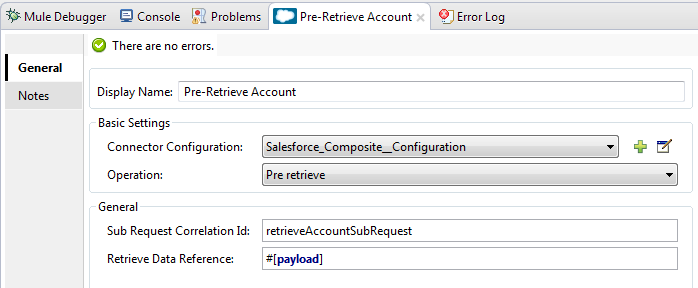 Mule Debugger Console Problems Pre-Retrieve Account Error Log
There are no errors.
General
Notes
Display Name: Pre-Retrieve Account
Basic Settings
Connector Configuration: Salesforce_Composite__Configuration
Operation: Pre retrieve
General
Sub Request Correlation Id: retrieveAccountSubRequest
Retrieve Data Reference: #[payload]